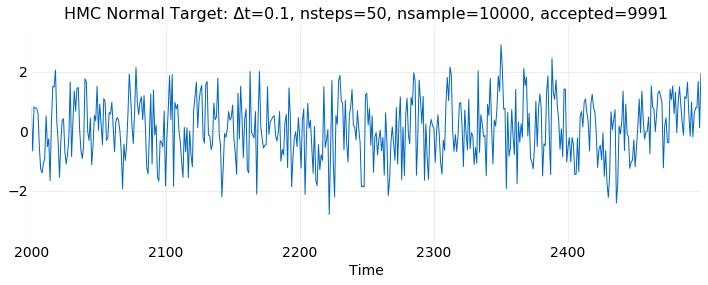 HMC Normal Target: Δt=0.1, nsteps=50, nsample=10000, accepted=9991
2
0
−2
2000 2100 2200 2300 2400
Time